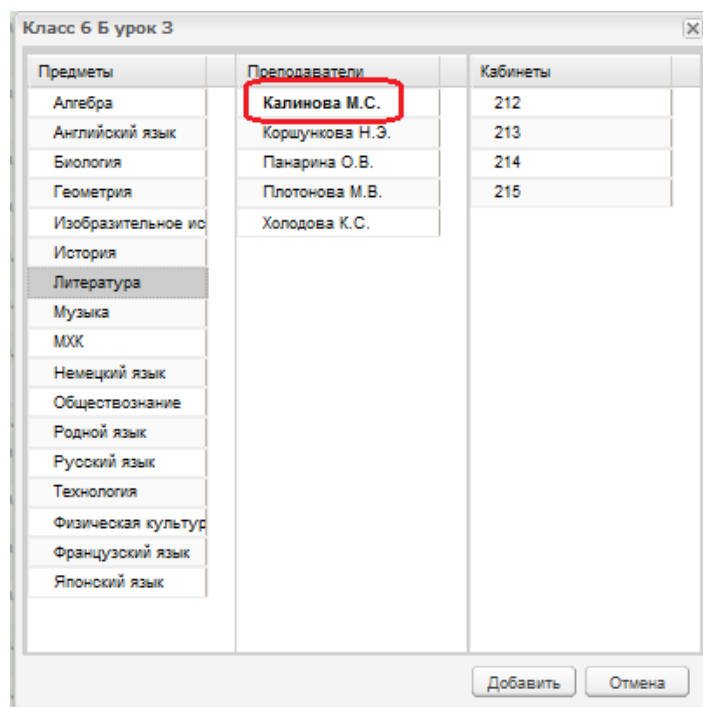 Класс 6 Б урок 3
Предметы
Преподаватели
Кабинеты
Алгебра
Калинова М.С.
212
Английский язык
Коршункова Н.Э.
213
Биология
Панарина О.В.
214
Геометрия
Плотонова М.В.
215
Изобразительное ис
Холодова К.С.
История
Литература
Музыка
МХК
Немецкий язык
Обществознание
Родной язык
Русский язык
Технология
Физическая культур
Французский язык
Японский язык
Добавить
Отмена